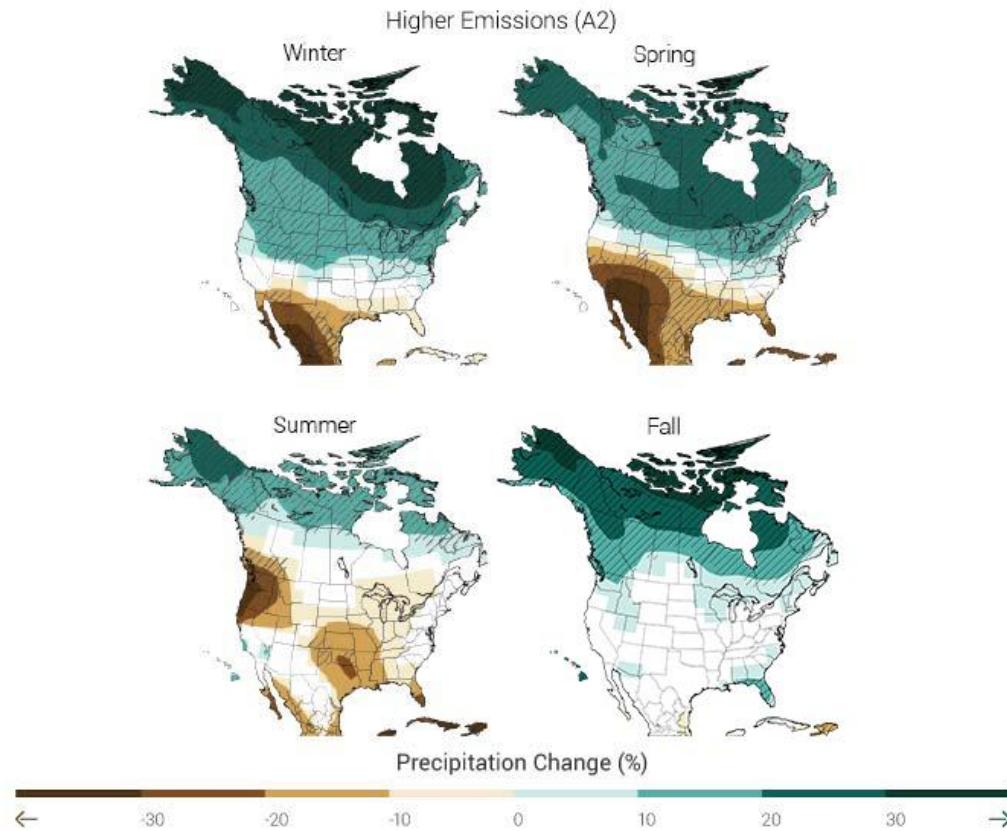 Higher Emissions (A2)
Winter
Spring
Summer
Fall
Precipitation Change (%)
← -30 -20 -10 0 10 20 30 →